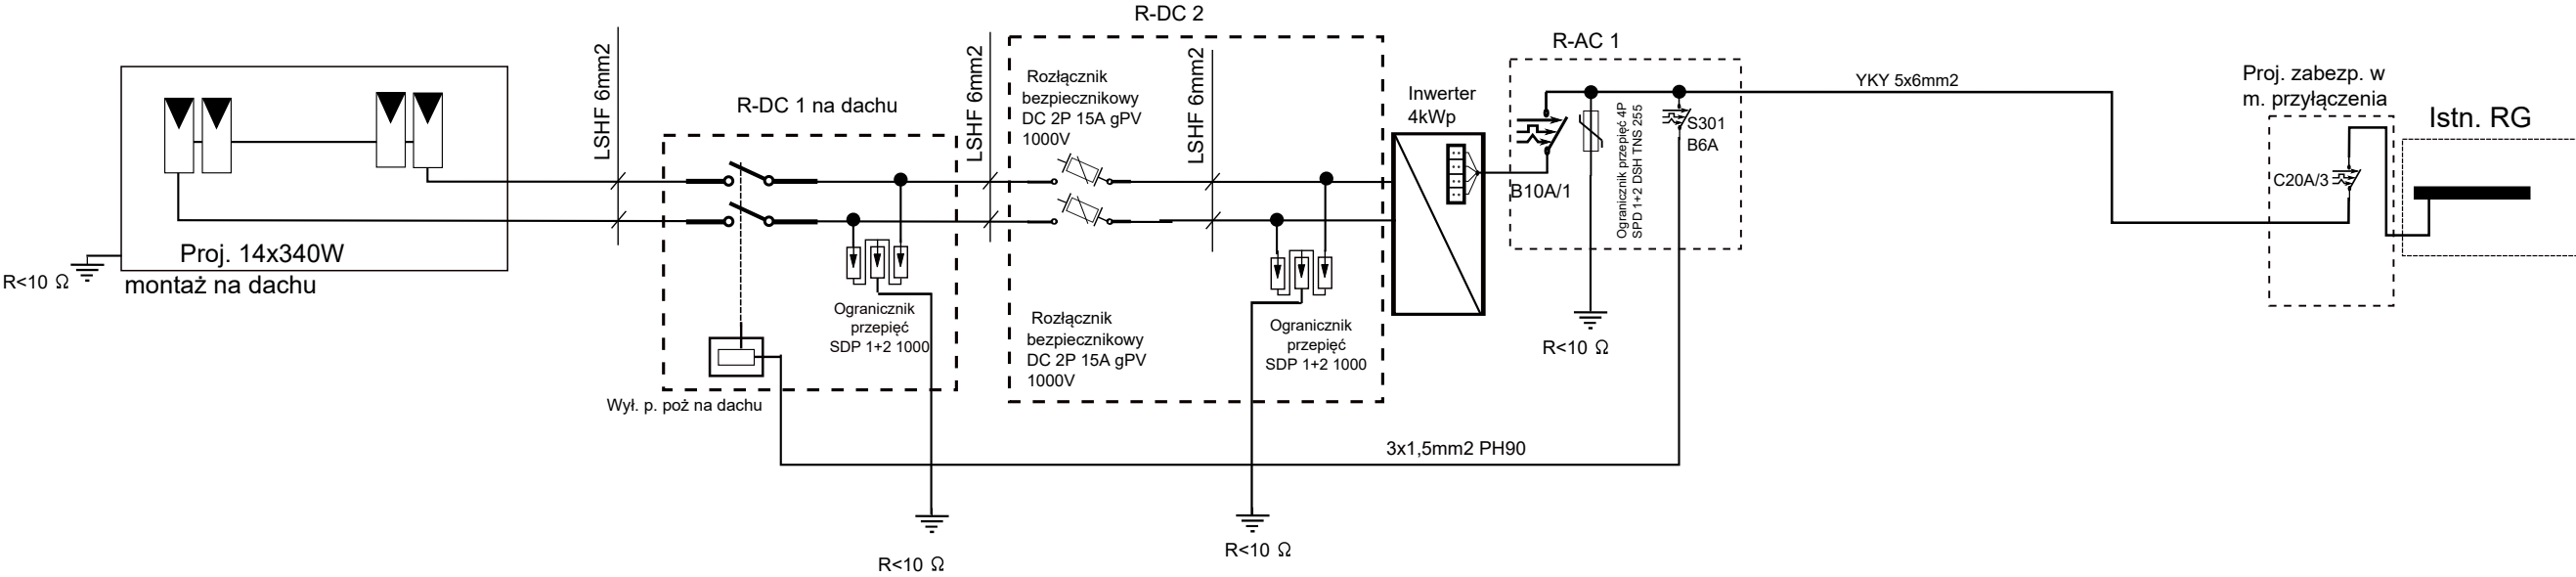 R-DC 2
R-AC 1
LSHF 6mm2
R-DC 1 na dachu
LSHF 6mm2
Rozłącznik
bezpiecznikowy
DC 2P 15A gPV
1000V
LSHF 6mm2
Inwerter
4kWp
B10A/1
Ogranicznik przepięć 4P
SPD 1+2 DSH TNS 255
S301
B6A
YKY 5x6mm2
Proj. zabezp. w
m. przyłączenia
C20A/3
Istn. RG
Proj. 14x340W
montaż na dachu
R<10 Ω
Ogranicznik
przepięć
SDP 1+2 1000
Wył. p. poż na dachu
Rozłącznik
bezpiecznikowy
DC 2P 15A gPV
1000V
Ogranicznik
przepięć
SDP 1+2 1000
R<10 Ω
3x1,5mm2 PH90
R<10 Ω
R<10 Ω